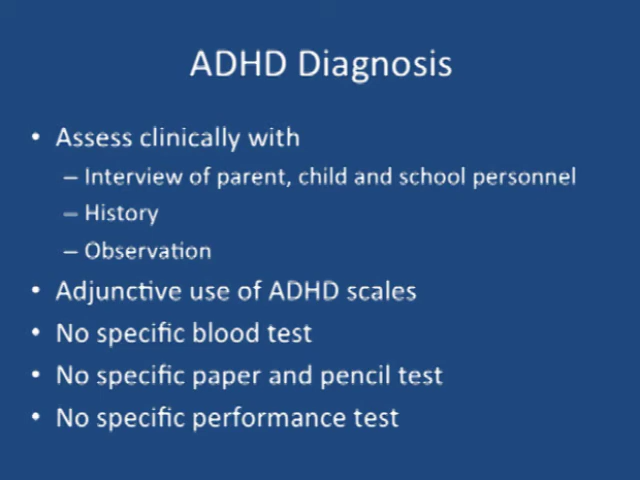 ADHD Diagnosis
• Assess clinically with
– Interview of parent, child and school personnel
– History
– Observation
• Adjunctive use of ADHD scales
• No specific blood test
• No specific paper and pencil test
• No specific performance test